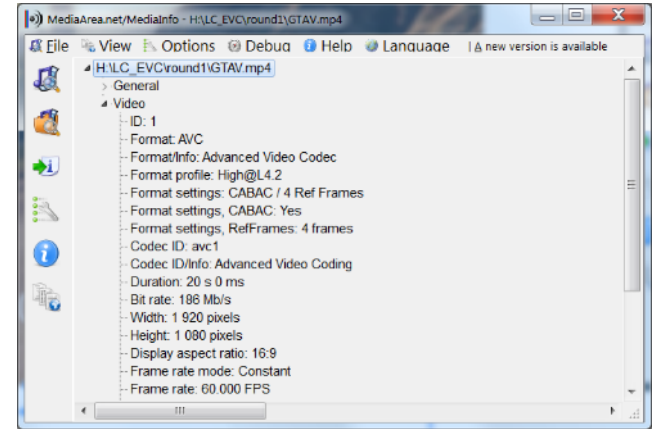 MediaArea.net/MediaInfo - H:\LC_EVC\round1\GTAV.mp4
File View Options Debug Help Language | A new version is available
H:\LC_EVC\round1\GTAV.mp4
General
Video
ID: 1
Format: AVC
Format/Info: Advanced Video Codec
Format profile: High@L4.2
Format settings: CABAC / 4 Ref Frames
Format settings, CABAC: Yes
Format settings, RefFrames: 4 frames
Codec ID: avc1
Codec ID/Info: Advanced Video Coding
Duration: 20 s 0 ms
Bit rate: 186 Mb/s
Width: 1 920 pixels
Height: 1 080 pixels
Display aspect ratio: 16:9
Frame rate mode: Constant
Frame rate: 60.000 FPS